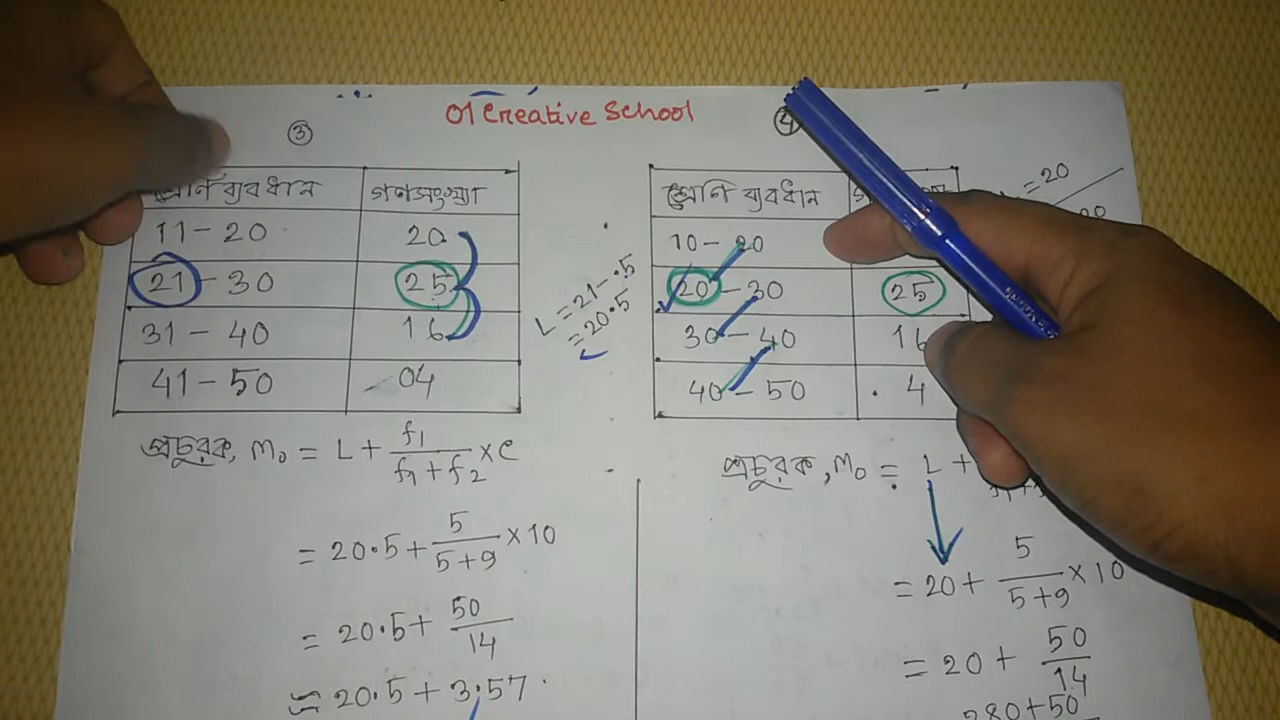 01 Creative School
③
শ্রেণি ব্যবধান গণসংখ্যা
11-20 20
21-30 25
31-40 16
41-50 04
L=21-.5
=20.5
প্রচুরক, M₀ = L + f₁/(f₁+f₂) × c
= 20.5 + 5/(5+9) × 10
= 20.5 + 50/14
≈ 20.5 + 3.57
④
শ্রেণি ব্যবধান
10-20
20-30 25
30-40 16
40-50 4
=20
প্রচুরক, M₀ = L +
= 20 + 5/(5+9) × 10
= 20 + 50/14
280+50